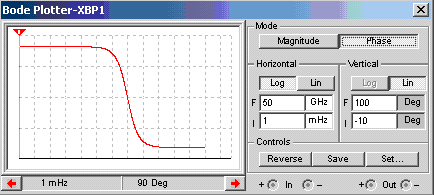 Bode Plotter-XBP1
Mode
Magnitude Phase
Horizontal Vertical
Log Lin Log Lin
F 50 GHz F 100 Deg
I 1 mHz I -10 Deg
Controls
Reverse Save Set...
1 mHz 90 Deg + In - + Out -